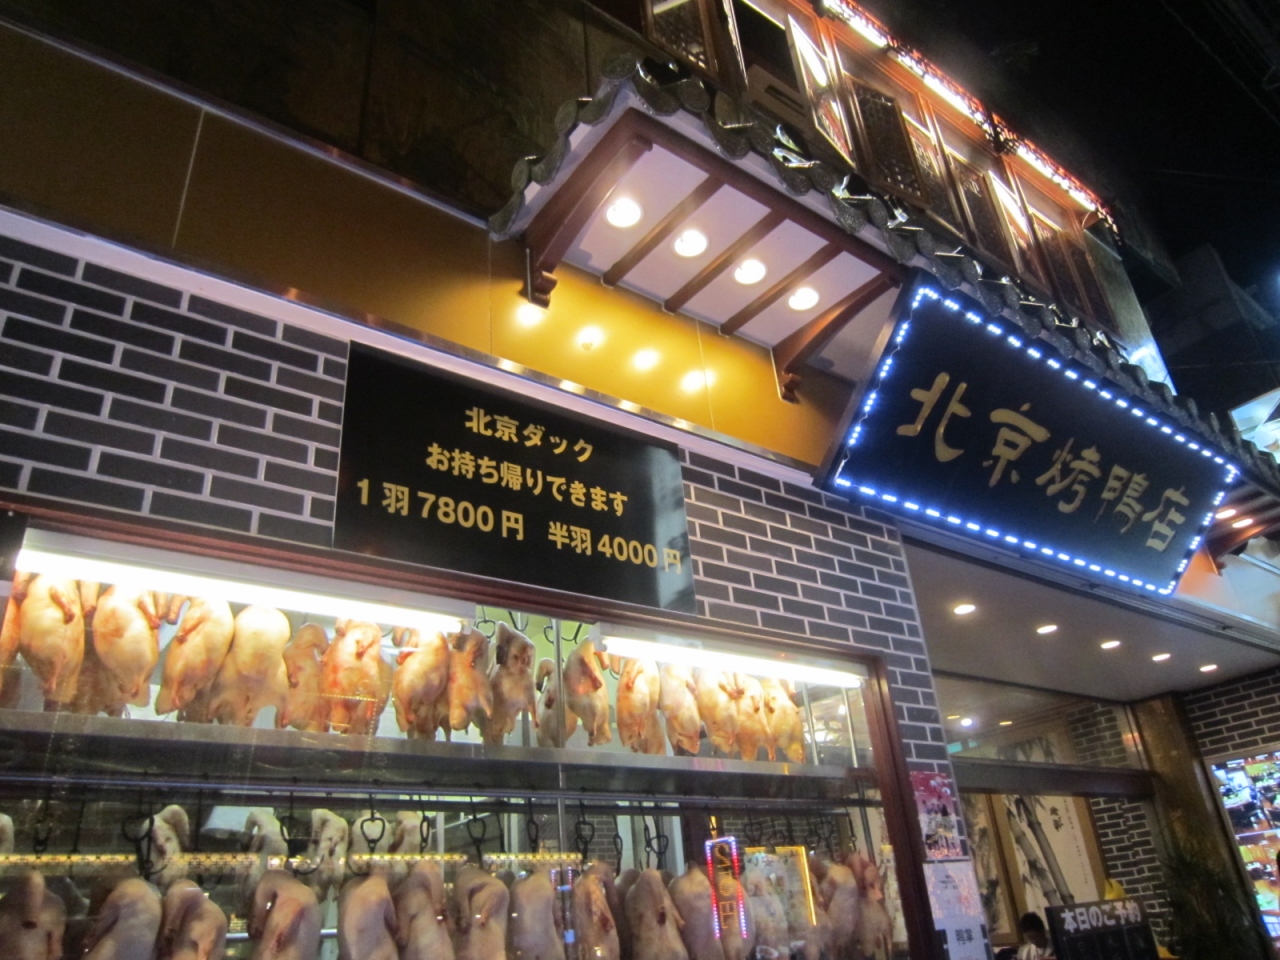 北京ダック
お持ち帰りできます
1羽7800円 半羽4000円
北京烤鴨店
本日のご予約